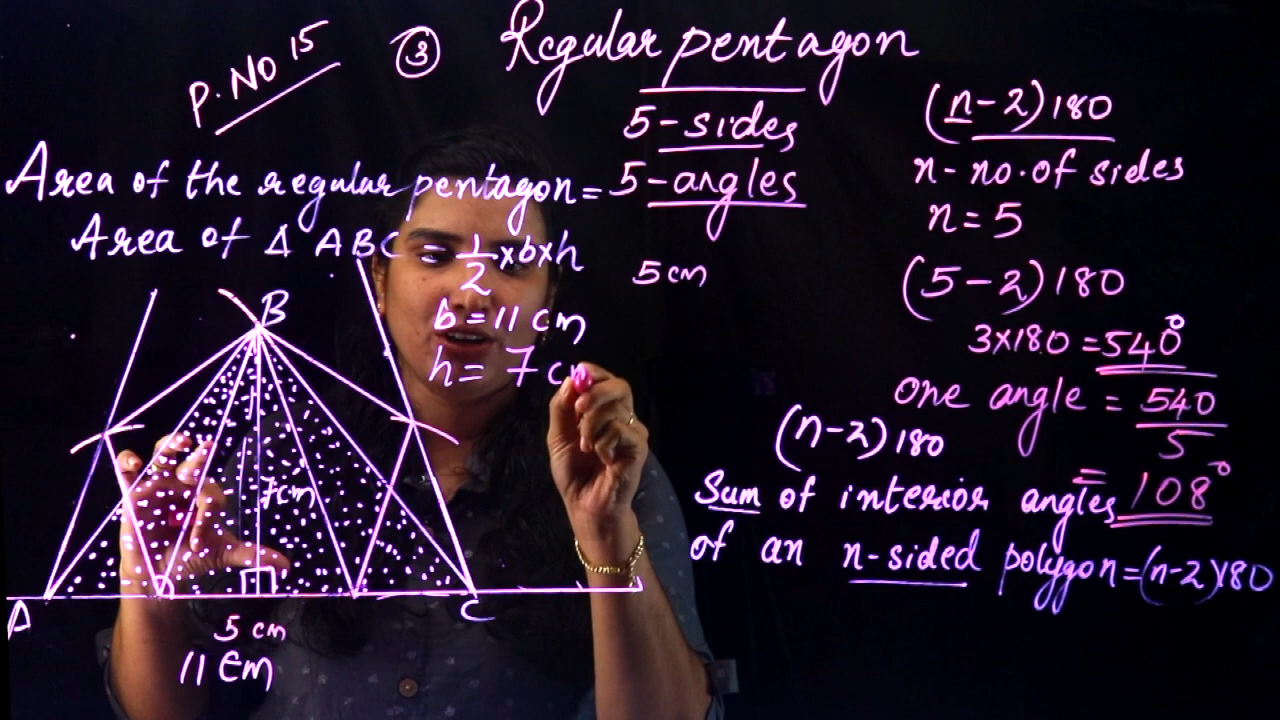 P.NO 15
③ Regular pentagon
5-sides
5-angles
Area of the regular pentagon=
Area of Δ ABC = 1/2 ×b×h
b=11 cm
h= 7 cm
5 cm
B
7cm
A
C
5 cm
11 cm
(n-2)180
n- no.of sides
n=5
(5-2)180
3×180 =540°
one angle = 540/5
= 108°
(n-2)180
Sum of interior angles
of an n-sided polygon=(n-2)180